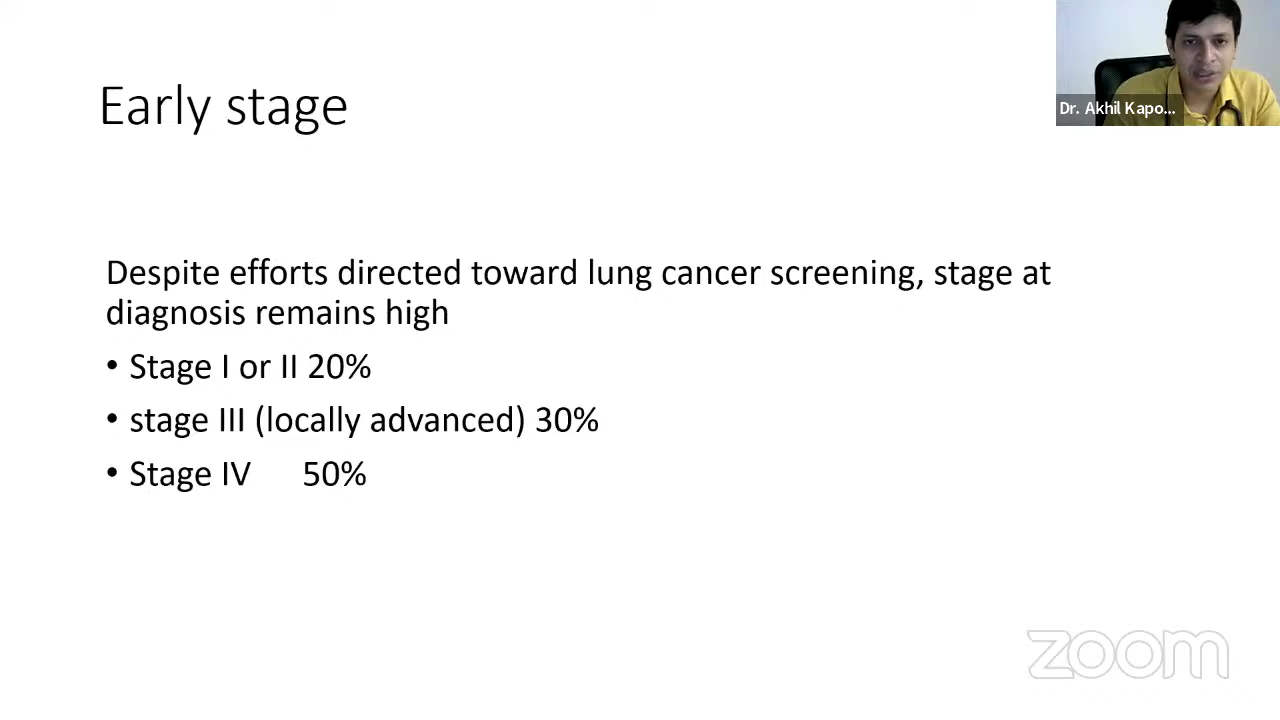 Early stage
Dr. Akhil Kapo...
Despite efforts directed toward lung cancer screening, stage at
diagnosis remains high
• Stage I or II 20%
• stage III (locally advanced) 30%
• Stage IV 50%
zoom